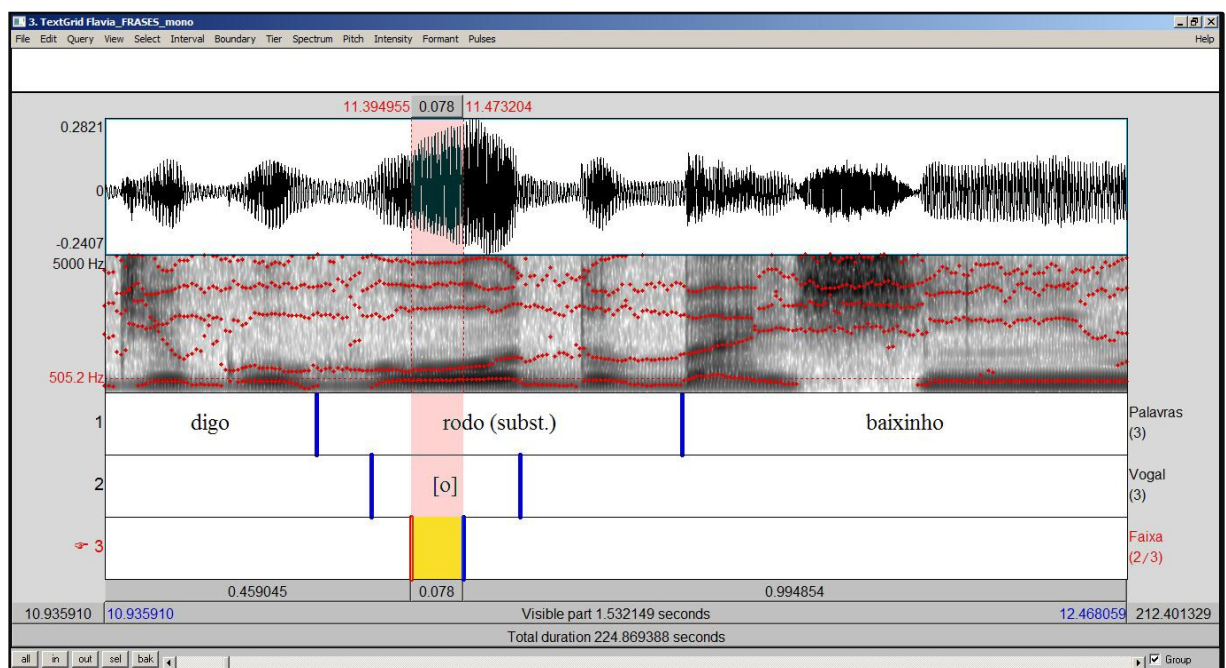 3. TextGrid Flavia_FRASES_mono
File Edit Query View Select Interval Boundary Tier Spectrum Pitch Intensity Formant Pulses Help
11.394955 0.078 11.473204
0.2821
0
-0.2407
5000 Hz
505.2 Hz
1 digo rodo (subst.) baixinho Palavras
(3)
2 [o] Vogal
(3)
3 Faixa
(2/3)
0.459045 0.078 0.994854
10.935910 10.935910 Visible part 1.532149 seconds 12.468059 212.401329
Total duration 224.869388 seconds
all in out sel bak Group